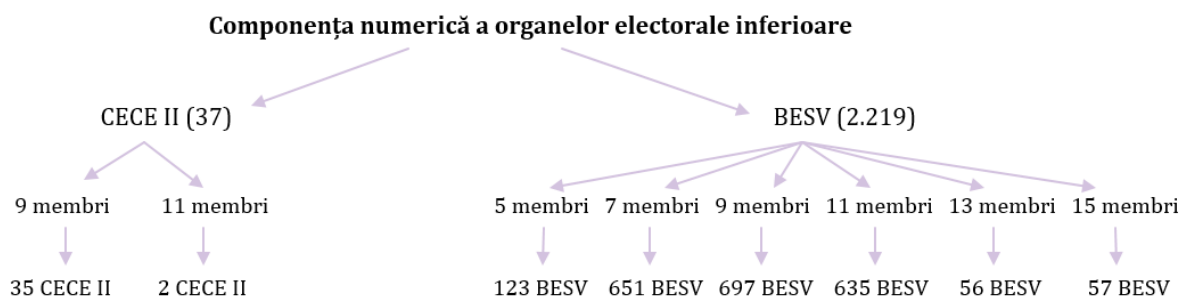 Componența numerică a organelor electorale inferioare
CECE II (37) BESV (2.219)
9 membri 11 membri 5 membri 7 membri 9 membri 11 membri 13 membri 15 membri
35 CECE II 2 CECE II 123 BESV 651 BESV 697 BESV 635 BESV 56 BESV 57 BESV